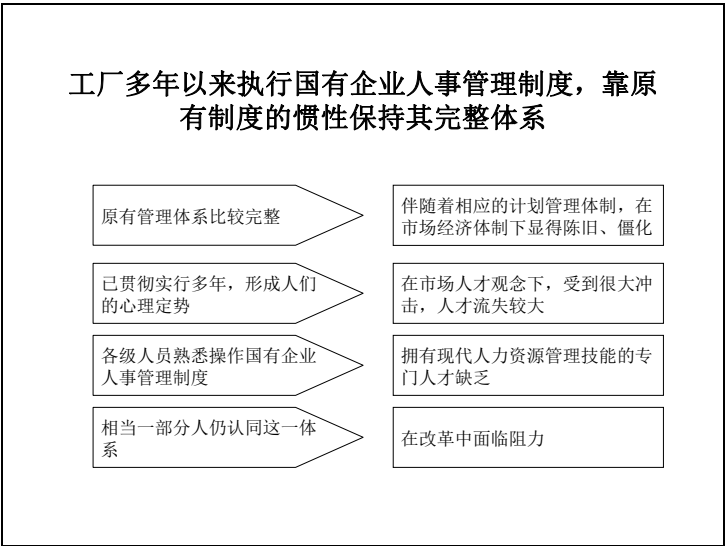 工厂多年以来执行国有企业人事管理制度，靠原
有制度的惯性保持其完整体系
原有管理体系比较完整
伴随着相应的计划管理体制，在
市场经济体制下显得陈旧、僵化
已贯彻实行多年，形成人们
的心理定势
在市场人才观念下，受到很大冲
击，人才流失较大
各级人员熟悉操作国有企业
人事管理制度
拥有现代人力资源管理技能的专
门人才缺乏
相当一部分人仍认同这一体
系
在改革中面临阻力